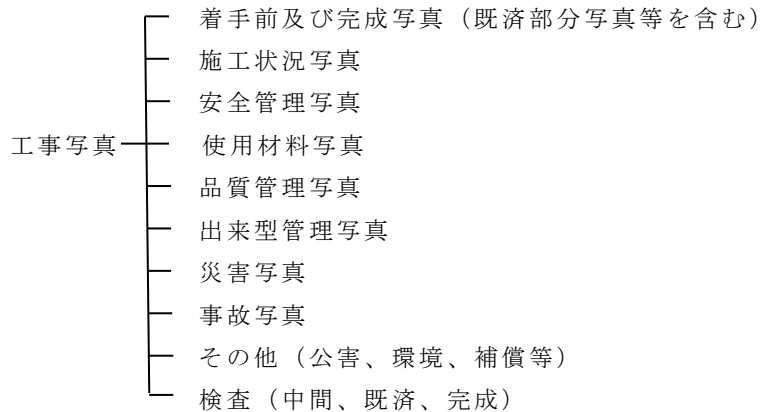 着手前及び完成写真（既済部分写真等を含む）
施工状況写真
安全管理写真
工事写真 使用材料写真
品質管理写真
出来型管理写真
災害写真
事故写真
その他（公害、環境、補償等）
検査（中間、既済、完成）